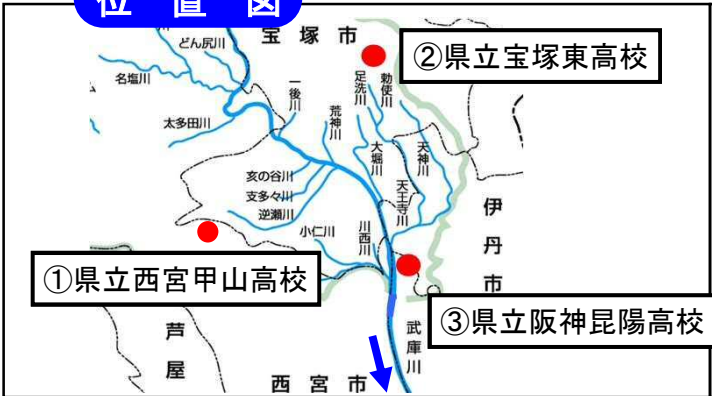 位置図
宝塚市
どん尻川
名塩川
太多田川
一後川
荒神川
足洗川
勅使川
大堀川
天王寺川
天神川
亥の谷川
支多々川
逆瀬川
小仁川
川西川
伊丹市
武庫川
芦屋
西宮市
②県立宝塚東高校
①県立西宮甲山高校
③県立阪神昆陽高校